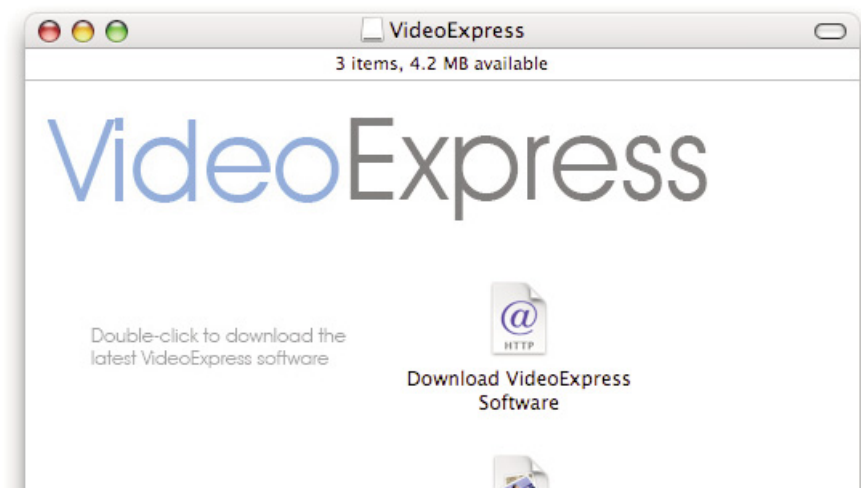 VideoExpress
3 items, 4.2 MB available
VideoExpress
Double-click to download the
latest VideoExpress software
@
HTTP
Download VideoExpress
Software